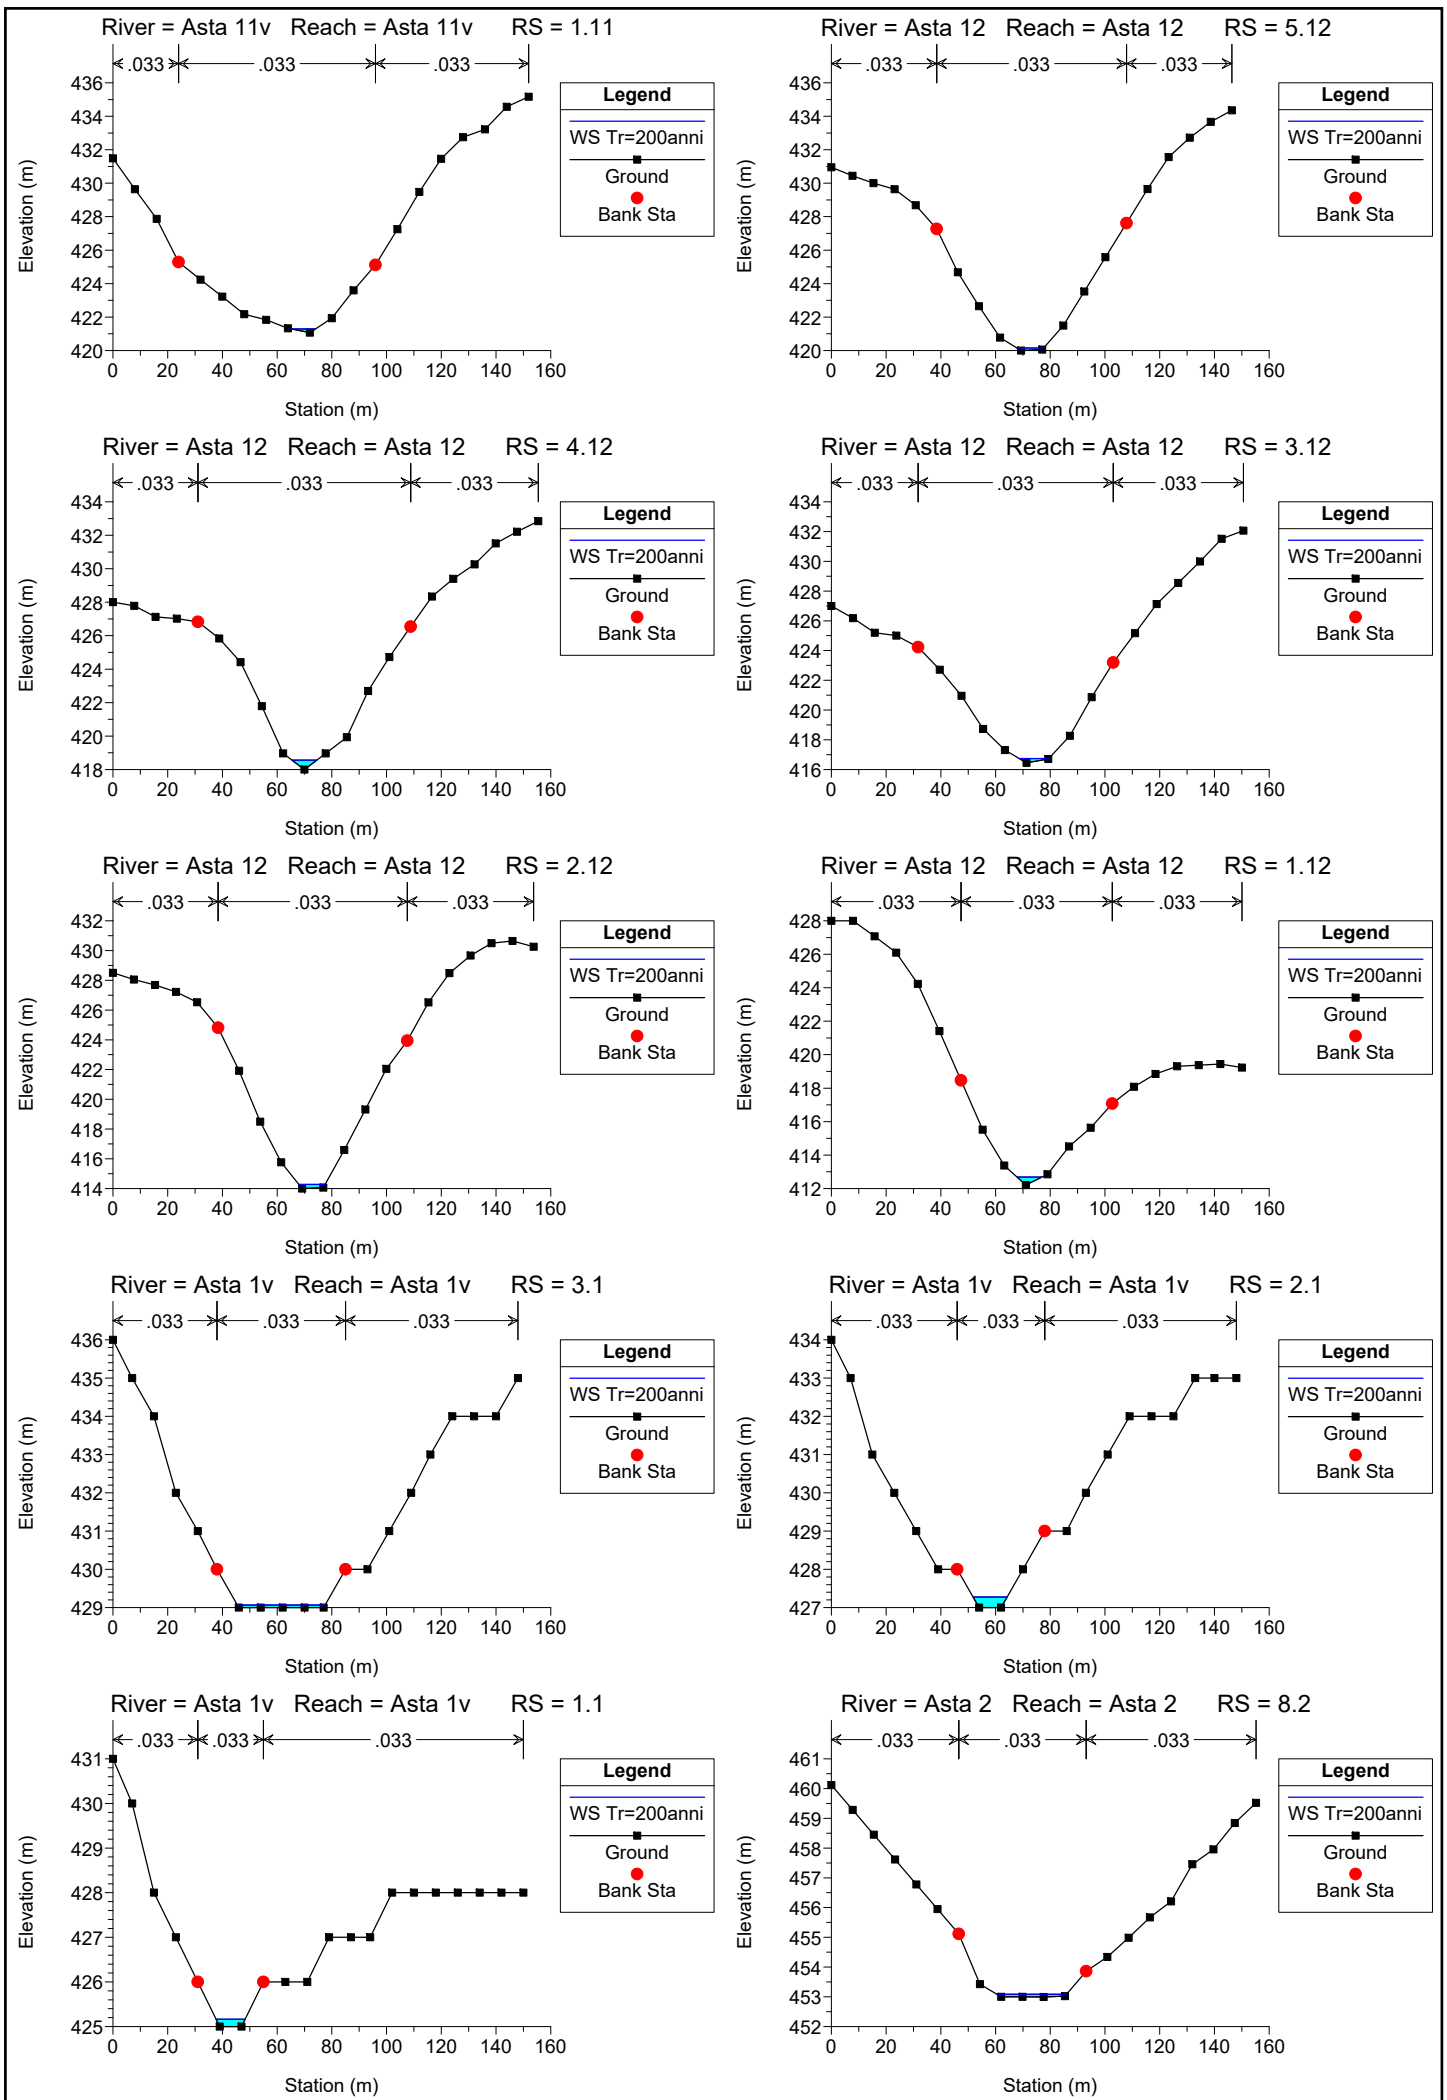 River = Asta 11v Reach = Asta 11v RS = 1.11
.033 .033 .033
436
434
432
430
428
426
424
422
420
Elevation (m)
0 20 40 60 80 100 120 140 160
Station (m)
Legend
WS Tr=200anni
Ground
Bank Sta
River = Asta 12 Reach = Asta 12 RS = 5.12
.033 .033 .033
436
434
432
430
428
426
424
422
420
Elevation (m)
0 20 40 60 80 100 120 140 160
Station (m)
Legend
WS Tr=200anni
Ground
Bank Sta
River = Asta 12 Reach = Asta 12 RS = 4.12
.033 .033 .033
434
432
430
428
426
424
422
420
418
Elevation (m)
0 20 40 60 80 100 120 140 160
Station (m)
Legend
WS Tr=200anni
Ground
Bank Sta
River = Asta 12 Reach = Asta 12 RS = 3.12
.033 .033 .033
434
432
430
428
426
424
422
420
418
416
Elevation (m)
0 20 40 60 80 100 120 140 160
Station (m)
Legend
WS Tr=200anni
Ground
Bank Sta
River = Asta 12 Reach = Asta 12 RS = 2.12
.033 .033 .033
432
430
428
426
424
422
420
418
416
414
Elevation (m)
0 20 40 60 80 100 120 140 160
Station (m)
Legend
WS Tr=200anni
Ground
Bank Sta
River = Asta 12 Reach = Asta 12 RS = 1.12
.033 .033 .033
428
426
424
422
420
418
416
414
412
Elevation (m)
0 20 40 60 80 100 120 140 160
Station (m)
Legend
WS Tr=200anni
Ground
Bank Sta
River = Asta 1v Reach = Asta 1v RS = 3.1
.033 .033 .033
436
435
434
433
432
431
430
429
Elevation (m)
0 20 40 60 80 100 120 140 160
Station (m)
Legend
WS Tr=200anni
Ground
Bank Sta
River = Asta 1v Reach = Asta 1v RS = 2.1
.033 .033 .033
434
433
432
431
430
429
428
427
Elevation (m)
0 20 40 60 80 100 120 140 160
Station (m)
Legend
WS Tr=200anni
Ground
Bank Sta
River = Asta 1v Reach = Asta 1v RS = 1.1
.033 .033 .033
431
430
429
428
427
426
425
Elevation (m)
0 20 40 60 80 100 120 140 160
Station (m)
Legend
WS Tr=200anni
Ground
Bank Sta
River = Asta 2 Reach = Asta 2 RS = 8.2
.033 .033 .033
461
460
459
458
457
456
455
454
453
452
Elevation (m)
0 20 40 60 80 100 120 140 160
Station (m)
Legend
WS Tr=200anni
Ground
Bank Sta